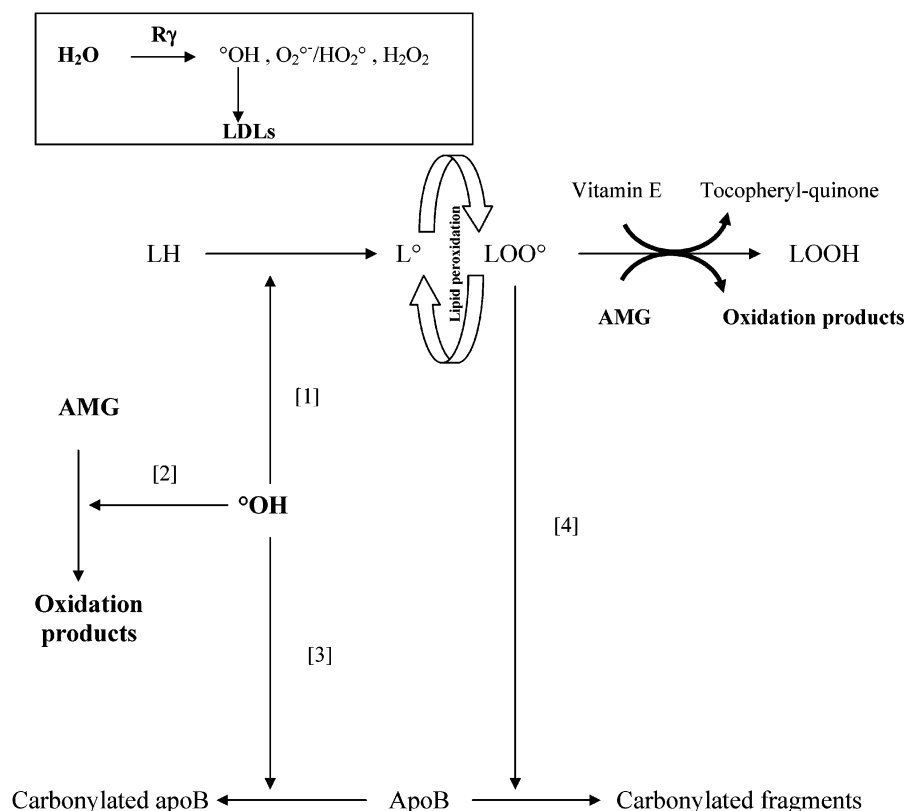 Rγ
H₂O °OH , O₂°⁻/HO₂° , H₂O₂
LDLs
Vitamin E Tocopheryl-quinone
Lipid peroxidation
LH L° LOO° LOOH
AMG Oxidation products
[1]
AMG
[2]
°OH
[4]
Oxidation
products
[3]
Carbonylated apoB ApoB Carbonylated fragments